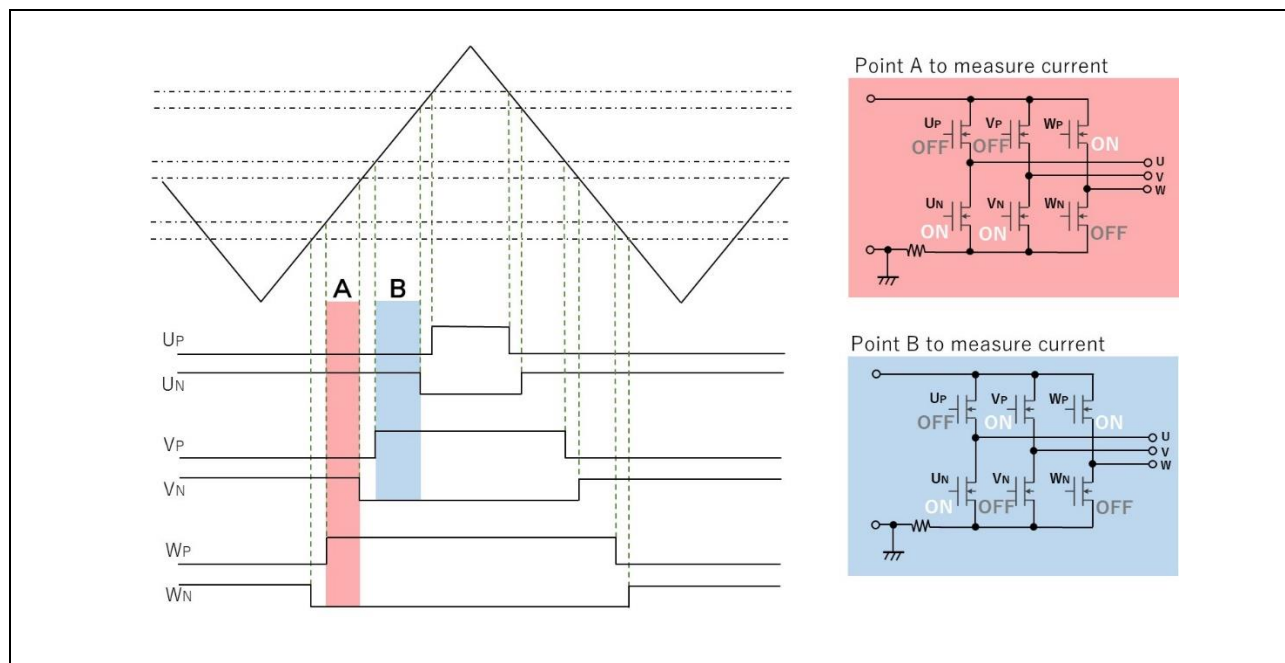 A
B
UP
UN
VP
VN
WP
WN
Point A to measure current
UP
OFF
VP
OFF
WP
ON
U
V
W
UN
ON
VN
ON
WN
OFF
Point B to measure current
UP
OFF
VP
ON
WP
ON
U
V
W
UN
ON
VN
OFF
WN
OFF